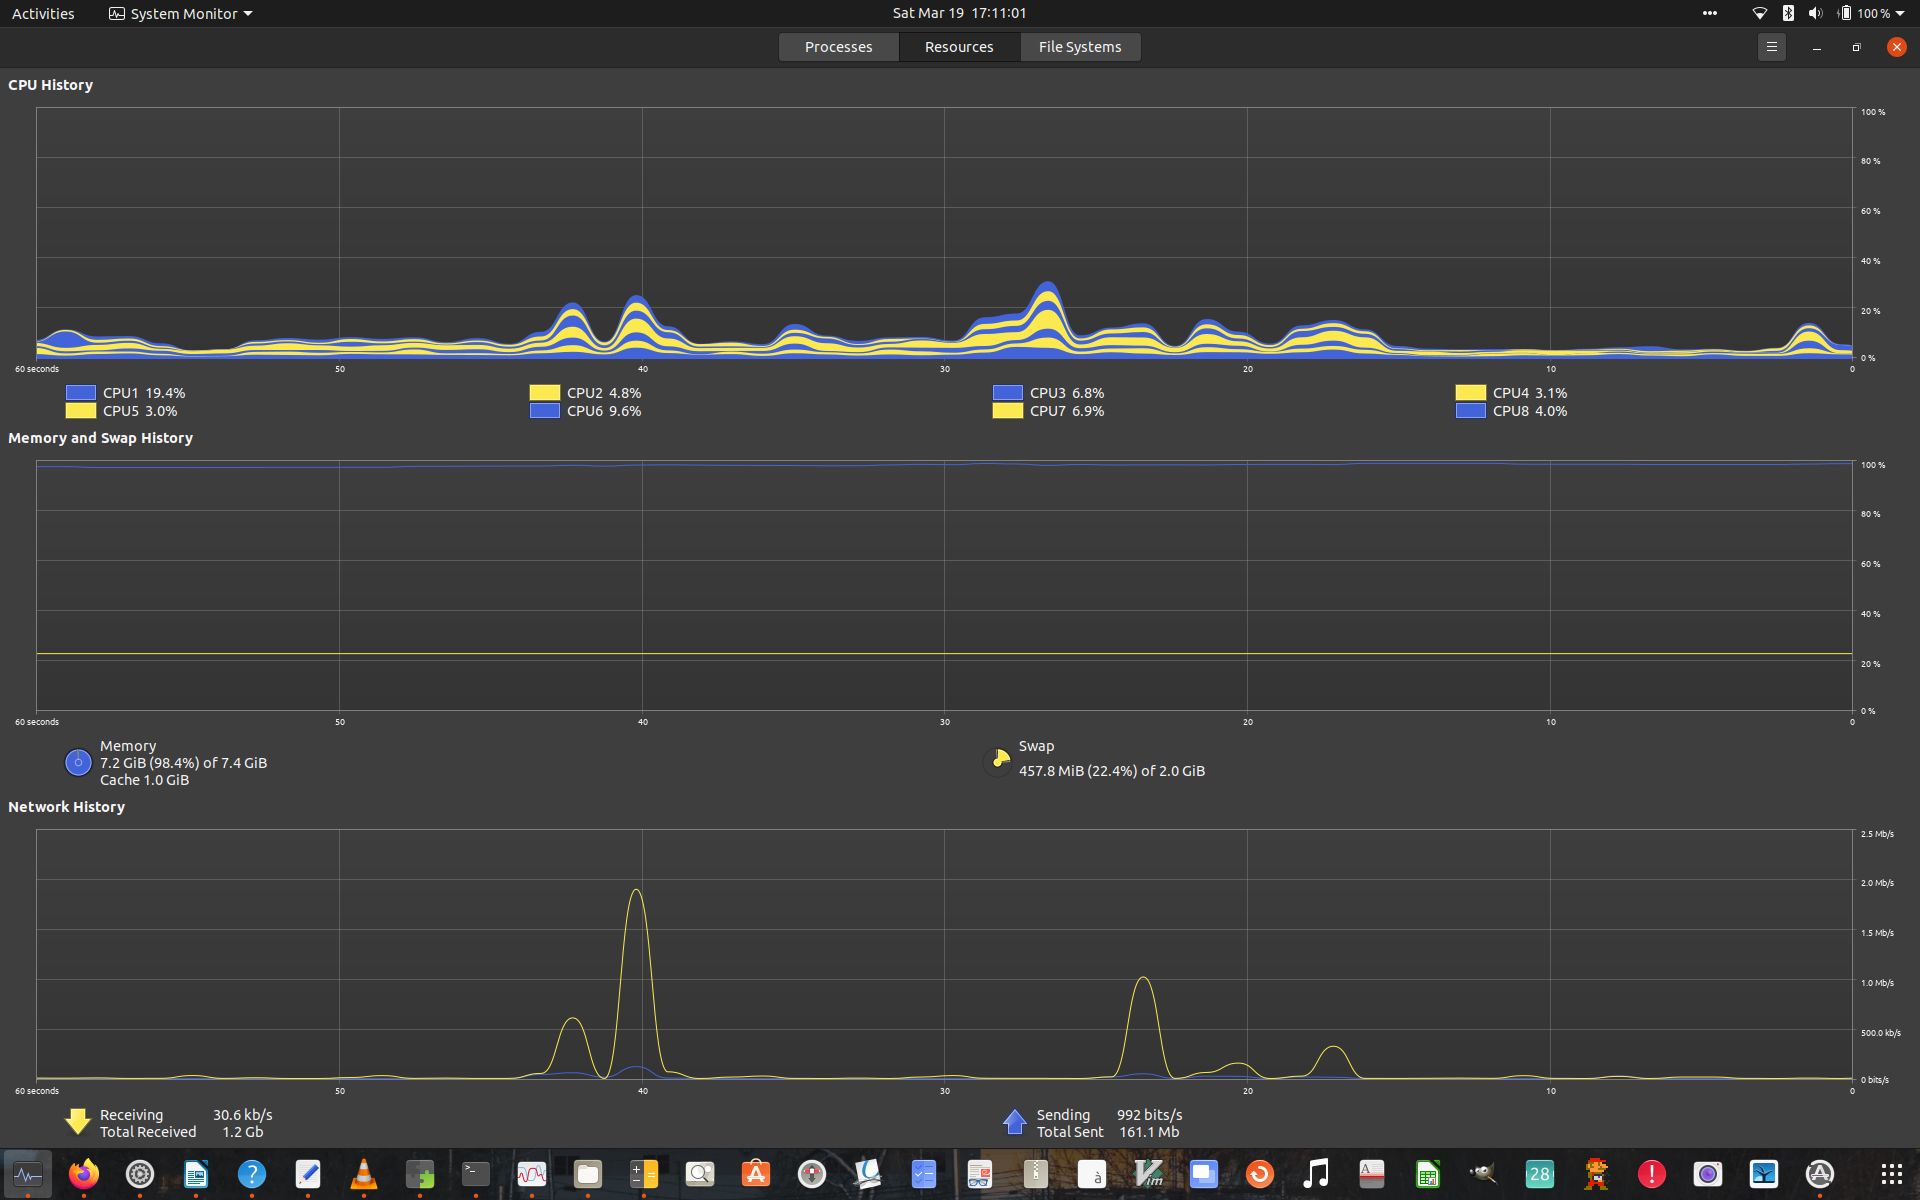 Activities System Monitor Sat Mar 19 17:11:01 100 %
Processes Resources File Systems
CPU History
100 %
80 %
60 %
40 %
20 %
0 %
60 seconds 50 40 30 20 10 0
CPU1 19.4% CPU2 4.8% CPU3 6.8% CPU4 3.1%
CPU5 3.0% CPU6 9.6% CPU7 6.9% CPU8 4.0%
Memory and Swap History
100 %
80 %
60 %
40 %
20 %
0 %
60 seconds 50 40 30 20 10 0
Memory
7.2 GiB (98.4%) of 7.4 GiB
Cache 1.0 GiB
Swap
457.8 MiB (22.4%) of 2.0 GiB
Network History
2.5 Mb/s
2.0 Mb/s
1.5 Mb/s
1.0 Mb/s
500.0 kb/s
0 bits/s
60 seconds 50 40 30 20 10 0
Receiving 30.6 kb/s
Total Received 1.2 Gb
Sending 992 bits/s
Total Sent 161.1 Mb
? >_ A à Vim A 28 ! A